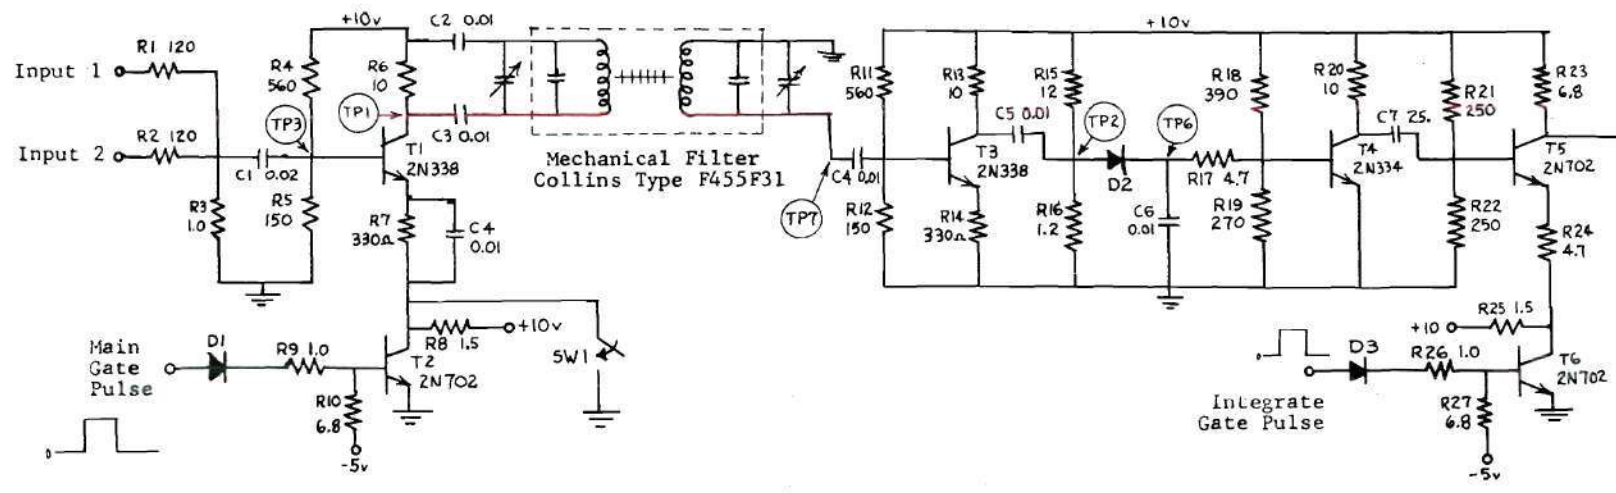 +10v
C2 0.01
R1 120
Input 1
R4
560
R6
10
TP3
TP1
C3 0.01
R2 120
Input 2
C1 0.02
T1
2N338
Mechanical Filter
Collins Type F455F31
R3
1.0
R5
150
R7
330Ω
C4
0.01
R8 1.5
+10v
SW1
Main
Gate
Pulse
D1
R9 1.0
T2
2N702
R10
6.8
-5v
0
+10v
R11
560
R13
10
R15
12
C5 0.01
TP2
TP6
R18
390
R20
10
R21
250
R23
6.8
C7 25.
C4 0.01
TP7
T3
2N338
D2
R17 4.7
T4
2N334
T5
2N702
R12
150
R14
330Ω
R16
1.2
C6
0.01
R19
270
R22
250
R24
4.7
R25 1.5
+10
0
D3
R26 1.0
T6
2N702
Integrate
Gate Pulse
R27
6.8
-5v